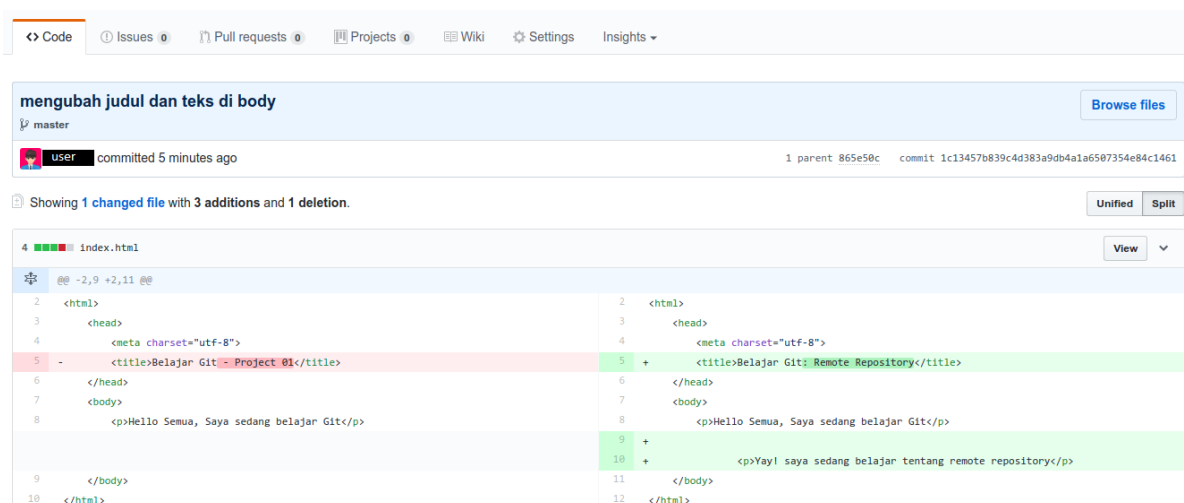 <> Code Issues 0 Pull requests 0 Projects 0 Wiki Settings Insights
mengubah judul dan teks di body
Browse files
master
user committed 5 minutes ago 1 parent 865e50c commit 1c13457b839c4d383a9db4a1a6507354e84c1461
Showing 1 changed file with 3 additions and 1 deletion. Unified Split
4 index.html View
@@ -2,9 +2,11 @@
2 <html> 2 <html>
3 <head> 3 <head>
4 <meta charset="utf-8"> 4 <meta charset="utf-8">
5 - <title>Belajar Git - Project 01</title> 5 + <title>Belajar Git: Remote Repository</title>
6 </head> 6 </head>
7 <body> 7 <body>
8 <p>Hello Semua, Saya sedang belajar Git</p> 8 <p>Hello Semua, Saya sedang belajar Git</p>
9 +
10 + <p>Yay! saya sedang belajar tentang remote repository</p>
9 </body> 11 </body>
10 </html> 12 </html>